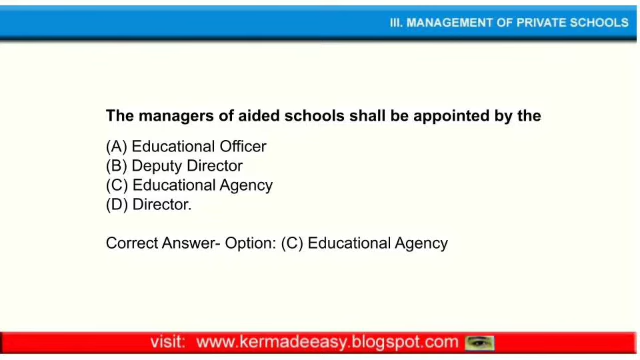 III. MANAGEMENT OF PRIVATE SCHOOLS
The managers of aided schools shall be appointed by the
(A) Educational Officer
(B) Deputy Director
(C) Educational Agency
(D) Director.
Correct Answer- Option: (C) Educational Agency
visit: www.kermadeeasy.blogspot.com